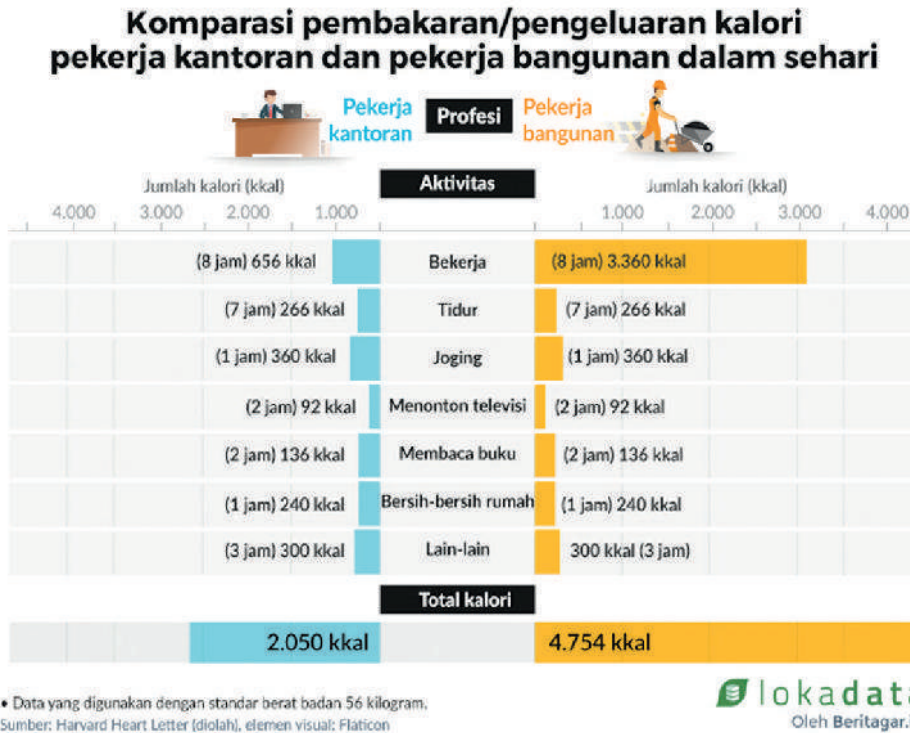 Komparasi pembakaran/pengeluaran kalori
pekerja kantoran dan pekerja bangunan dalam sehari
Pekerja kantoran
Profesi
Pekerja bangunan
Jumlah kalori (kkal)
Aktivitas
Jumlah kalori (kkal)
4.000 3.000 2.000 1.000
1.000 2.000 3.000 4.000
(8 jam) 656 kkal Bekerja (8 jam) 3.360 kkal
(7 jam) 266 kkal Tidur (7 jam) 266 kkal
(1 jam) 360 kkal Joging (1 jam) 360 kkal
(2 jam) 92 kkal Menonton televisi (2 jam) 92 kkal
(2 jam) 136 kkal Membaca buku (2 jam) 136 kkal
(1 jam) 240 kkal Bersih-bersih rumah (1 jam) 240 kkal
(3 jam) 300 kkal Lain-lain 300 kkal (3 jam)
Total kalori
2.050 kkal 4.754 kkal
• Data yang digunakan dengan standar berat badan 56 kilogram.
Sumber: Harvard Heart Letter (diolah), elemen visual: Flaticon
lokadata
Oleh Beritagar.